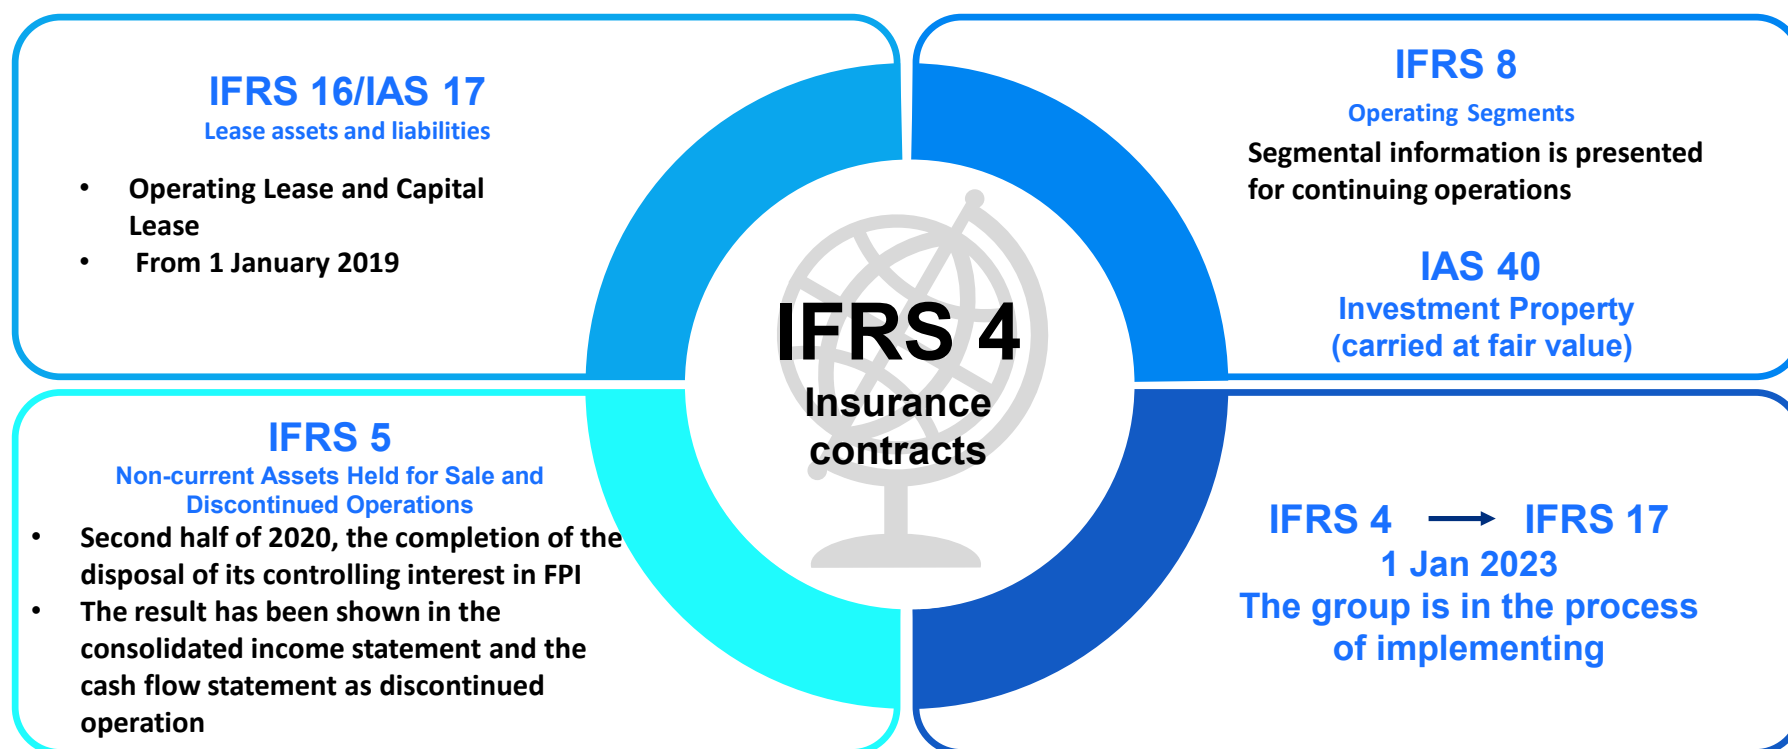 IFRS 16/IAS 17
Lease assets and liabilities
• Operating Lease and Capital
Lease
• From 1 January 2019
IFRS 8
Operating Segments
Segmental information is presented
for continuing operations
IAS 40
Investment Property
(carried at fair value)
IFRS 4
Insurance
contracts
IFRS 5
Non-current Assets Held for Sale and
Discontinued Operations
• Second half of 2020, the completion of the
disposal of its controlling interest in FPI
• The result has been shown in the
consolidated income statement and the
cash flow statement as discontinued
operation
IFRS 4 → IFRS 17
1 Jan 2023
The group is in the process
of implementing